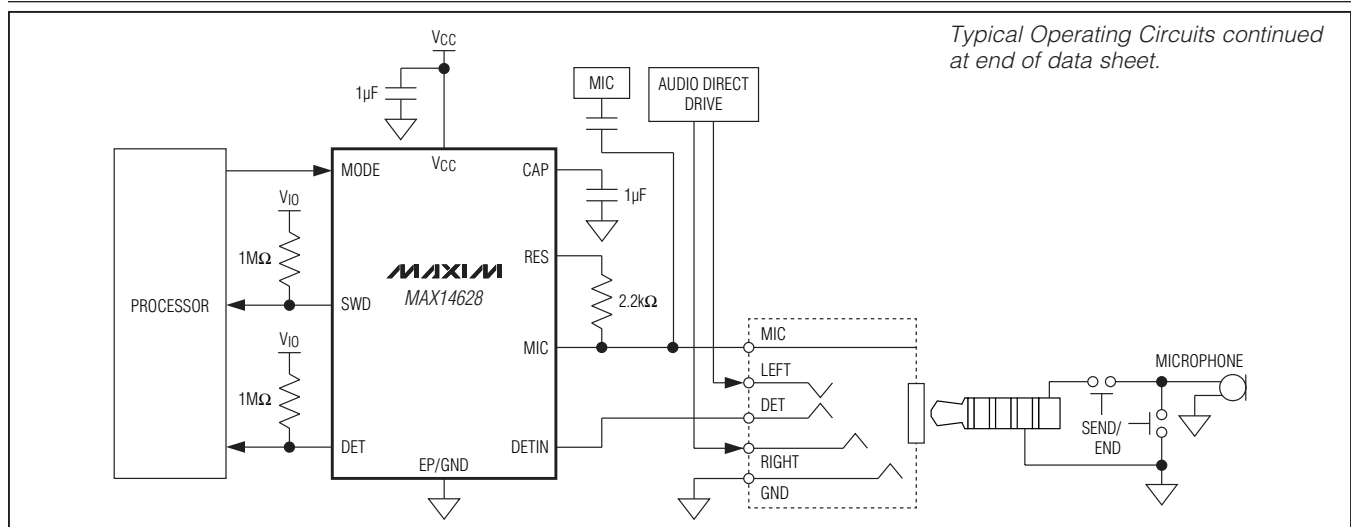 Typical Operating Circuits continued
at end of data sheet.
VCC
1µF
MIC
AUDIO DIRECT
DRIVE
MODE
VCC
CAP
1µF
VIO
1MΩ
MAXIM
MAX14628
RES
2.2kΩ
PROCESSOR
SWD
VIO
1MΩ
MIC
MIC
LEFT
DET
RIGHT
GND
MICROPHONE
SEND/
END
DET
DETIN
EP/GND